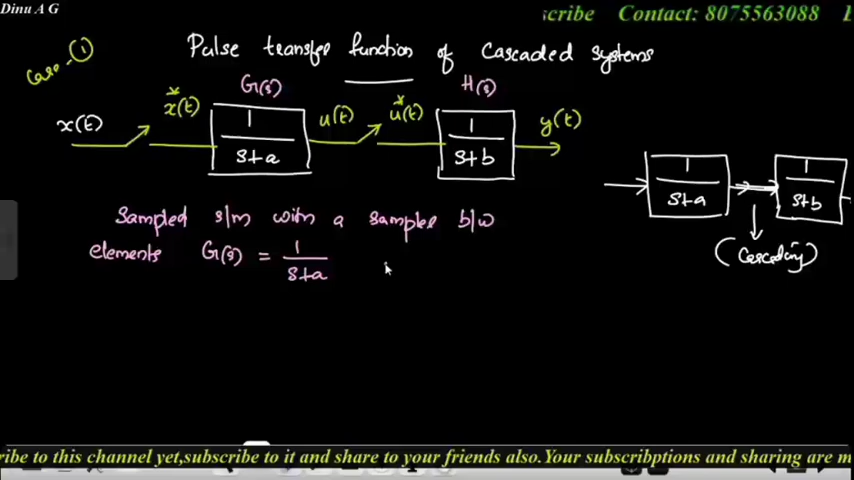 Dinu A G
cribe Contact: 8075563088
Case - ①
Pulse transfer function of Cascaded systems
G(s) H(s)
x(t) x*(t) 1/s+a u(t) u*(t) 1/s+b y(t)
1/s+a 1/s+b
(Cascading)
Sampled s/m with a sampler b/w
elements G(s) = 1/s+a
ribe to this channel yet,subscribe to it and share to your friends also.Your subscribptions and sharing are m